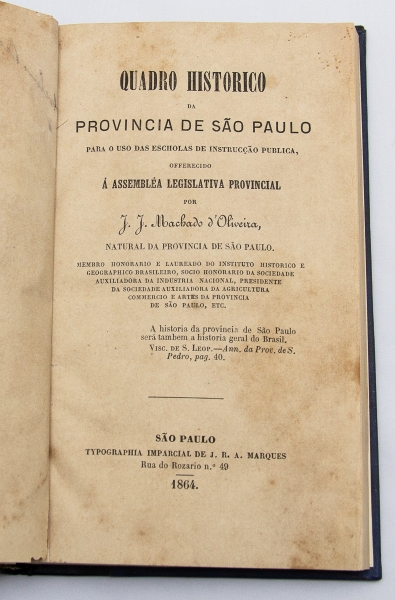 QUADRO HISTORICO
DA
PROVINCIA DE SÃO PAULO
PARA O USO DAS ESCHOLAS DE INSTRUCÇÃO PUBLICA,
OFFERECIDO
Á ASSEMBLÉA LEGISLATIVA PROVINCIAL
POR
J. J. Machado d'Oliveira,
NATURAL DA PROVINCIA DE SÃO PAULO.
MEMBRO HONORARIO E LAUREADO DO INSTITUTO HISTORICO E
GEOGRAPHICO BRASILEIRO, SOCIO HONORARIO DA SOCIEDADE
AUXILIADORA DA INDUSTRIA NACIONAL, PRESIDENTE
DA SOCIEDADE AUXILIADORA DA AGRICULTURA
COMMERCIO E ARTES DA PROVINCIA
DE SÃO PAULO, ETC.
A historia da provincia de São Paulo
será tambem a historia geral do Brasil.
VISC. DE S. LEOP.—Ann. da Prov. de S.
Pedro, pag. 40.
SÃO PAULO
TYPOGRAPHIA IMPARCIAL DE J. R. A. MARQUES
Rua do Rozario n.º 49
1864.